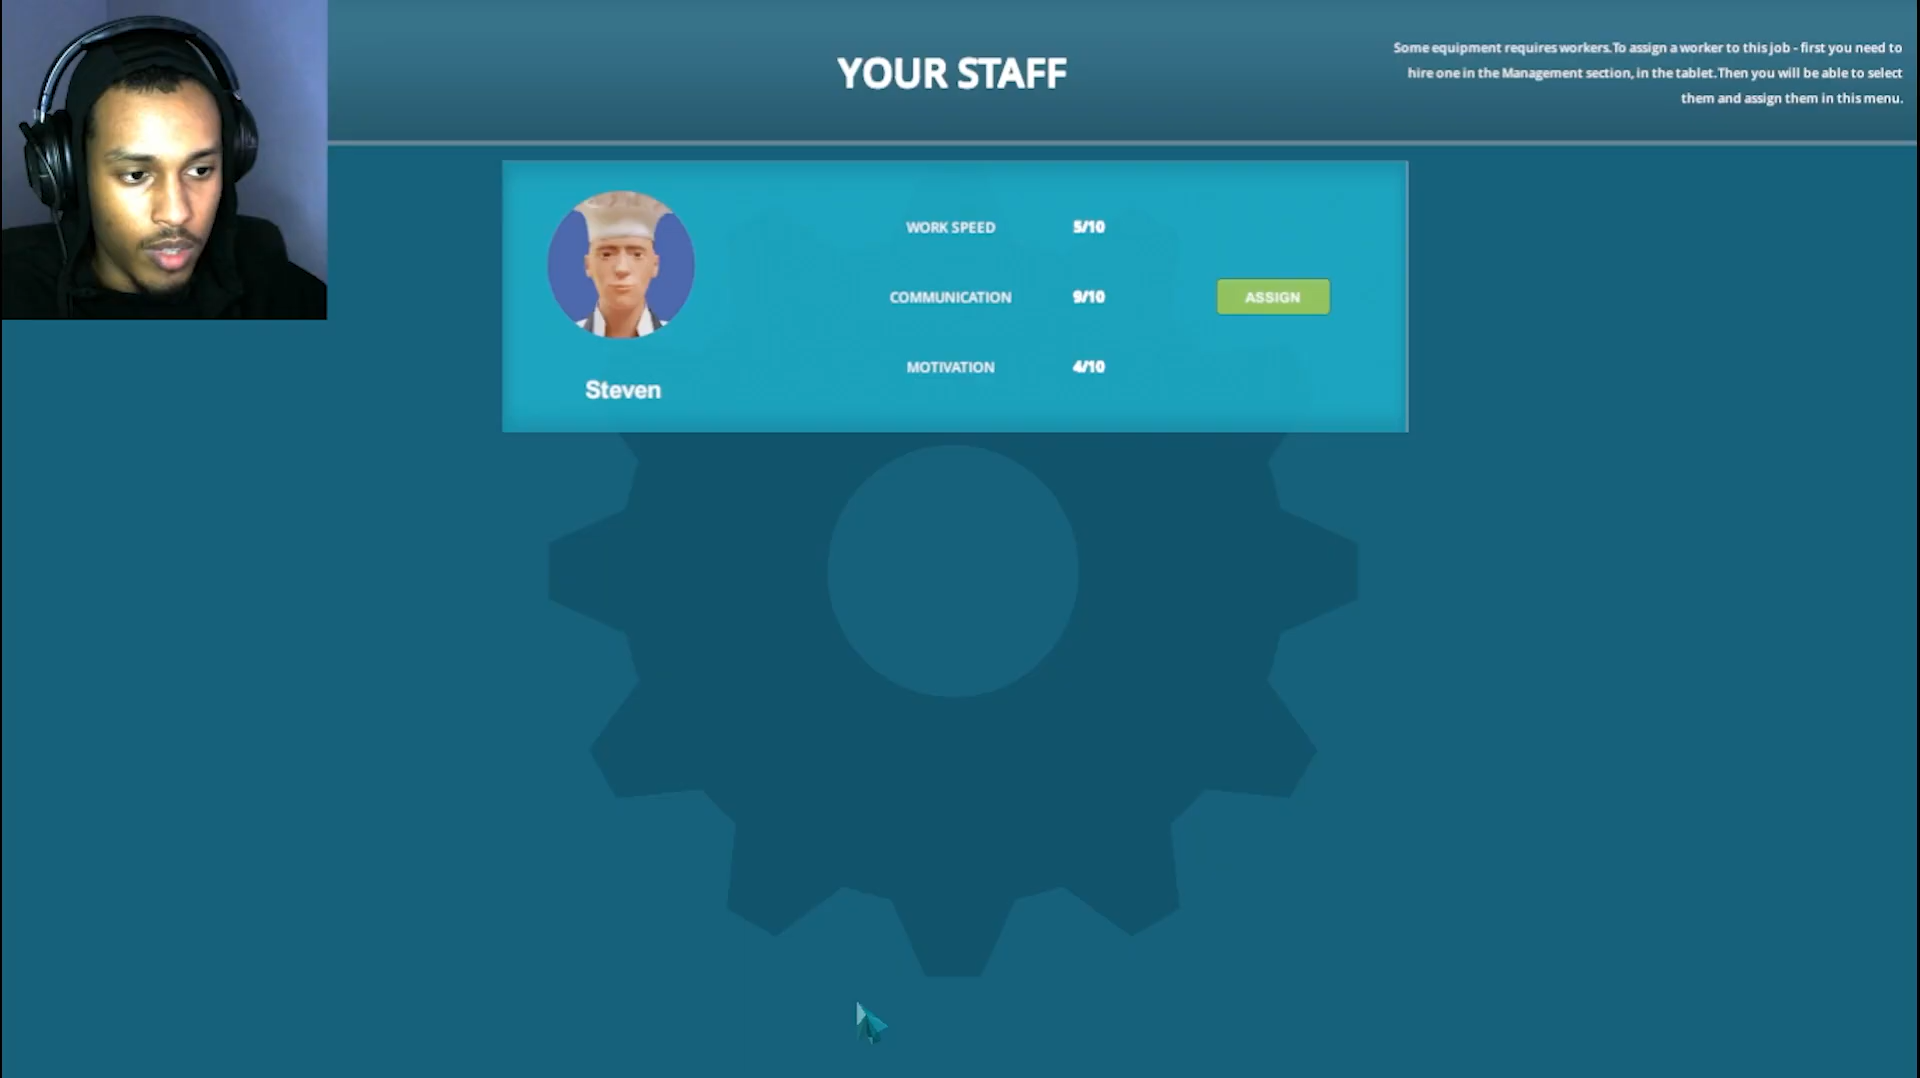 YOUR STAFF
Some equipment requires workers.To assign a worker to this job - first you need to
hire one in the Management section, in the tablet.Then you will be able to select
them and assign them in this menu.
WORK SPEED 5/10
COMMUNICATION 9/10
ASSIGN
MOTIVATION 4/10
Steven